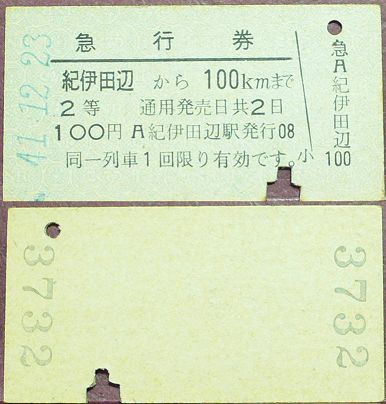 急行券
紀伊田辺 から 100kmまで
2等 通用発売日共2日
100円 A紀伊田辺駅発行 08
同一列車1回限り有効です。
小
急A紀伊田辺
100
41.12.23
3732
3732